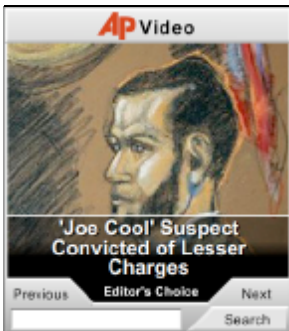 AP Video
'Joe Cool' Suspect
Convicted of Lesser
Charges
Previous Editor's Choice Next
Search